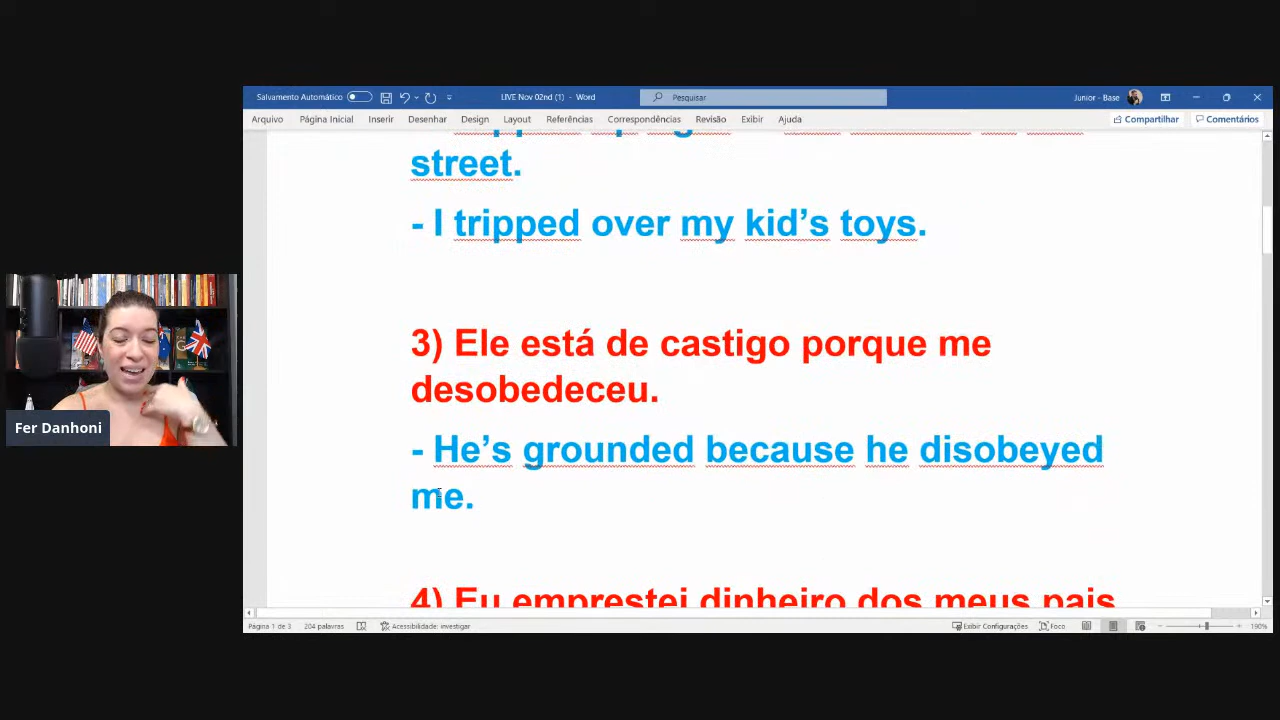 Salvamento Automático
LIVE Nov 02nd (1) - Word
Pesquisar
Junior - Base
Arquivo Página Inicial Inserir Desenhar Design Layout Referências Correspondências Revisão Exibir Ajuda Compartilhar Comentários
street.
- I tripped over my kid’s toys.
3) Ele está de castigo porque me
desobedeceu.
- He’s grounded because he disobeyed
me.
4) Eu emprestei dinheiro dos meus pais
Fer Danhoni
Página 1 de 3 204 palavras Acessibilidade: investigar Exibir Configurações Foco 190%